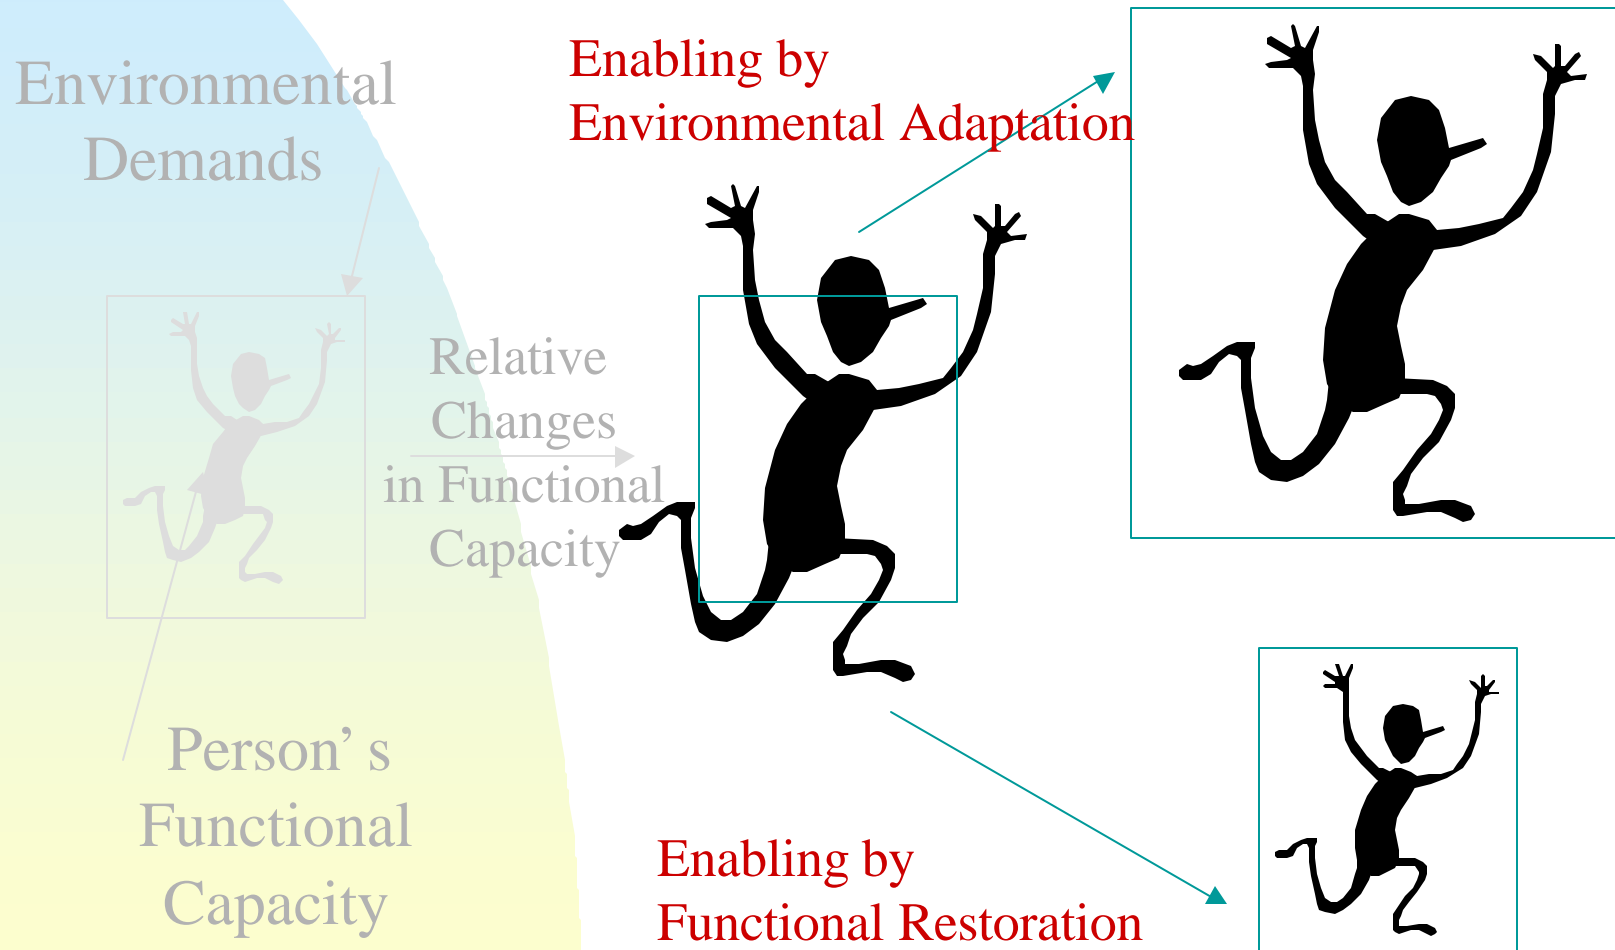 Environmental
Demands
Enabling by
Environmental Adaptation
Relative
Changes
in Functional
Capacity
Person’ s
Functional
Capacity
Enabling by
Functional Restoration